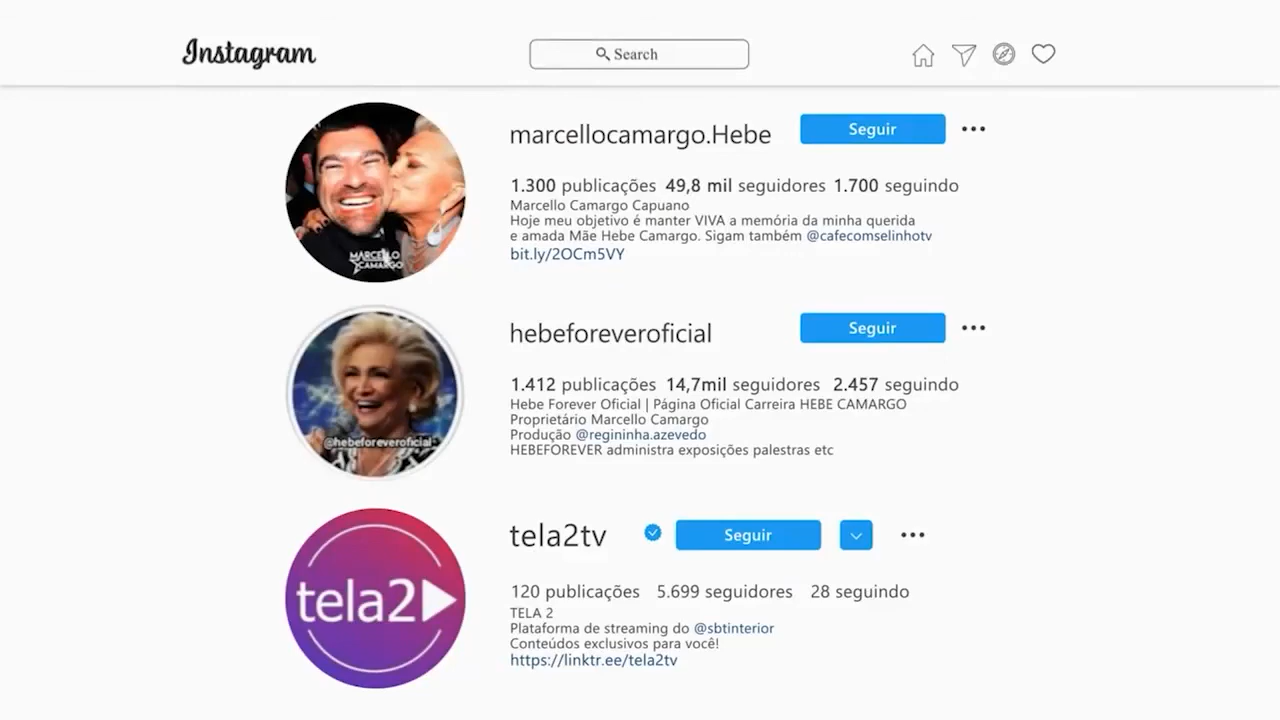 Instagram
Search
marcellocamargo.Hebe
Seguir
1.300 publicações 49,8 mil seguidores 1.700 seguindo
Marcello Camargo Capuano
Hoje meu objetivo é manter VIVA a memória da minha querida
e amada Mãe Hebe Camargo. Sigam também @cafecomselinhotv
bit.ly/2OCm5VY
MARCELLO
CAMARGO
hebeforeveroficial
Seguir
1.412 publicações 14,7mil seguidores 2.457 seguindo
Hebe Forever Oficial | Página Oficial Carreira HEBE CAMARGO
Proprietário Marcello Camargo
Produção @regininha.azevedo
HEBEFOREVER administra exposições palestras etc
@hebeforeveroficial
tela2tv
Seguir
120 publicações 5.699 seguidores 28 seguindo
TELA 2
Plataforma de streaming do @sbtinterior
Conteúdos exclusivos para você!
https://linktr.ee/tela2tv
tela2